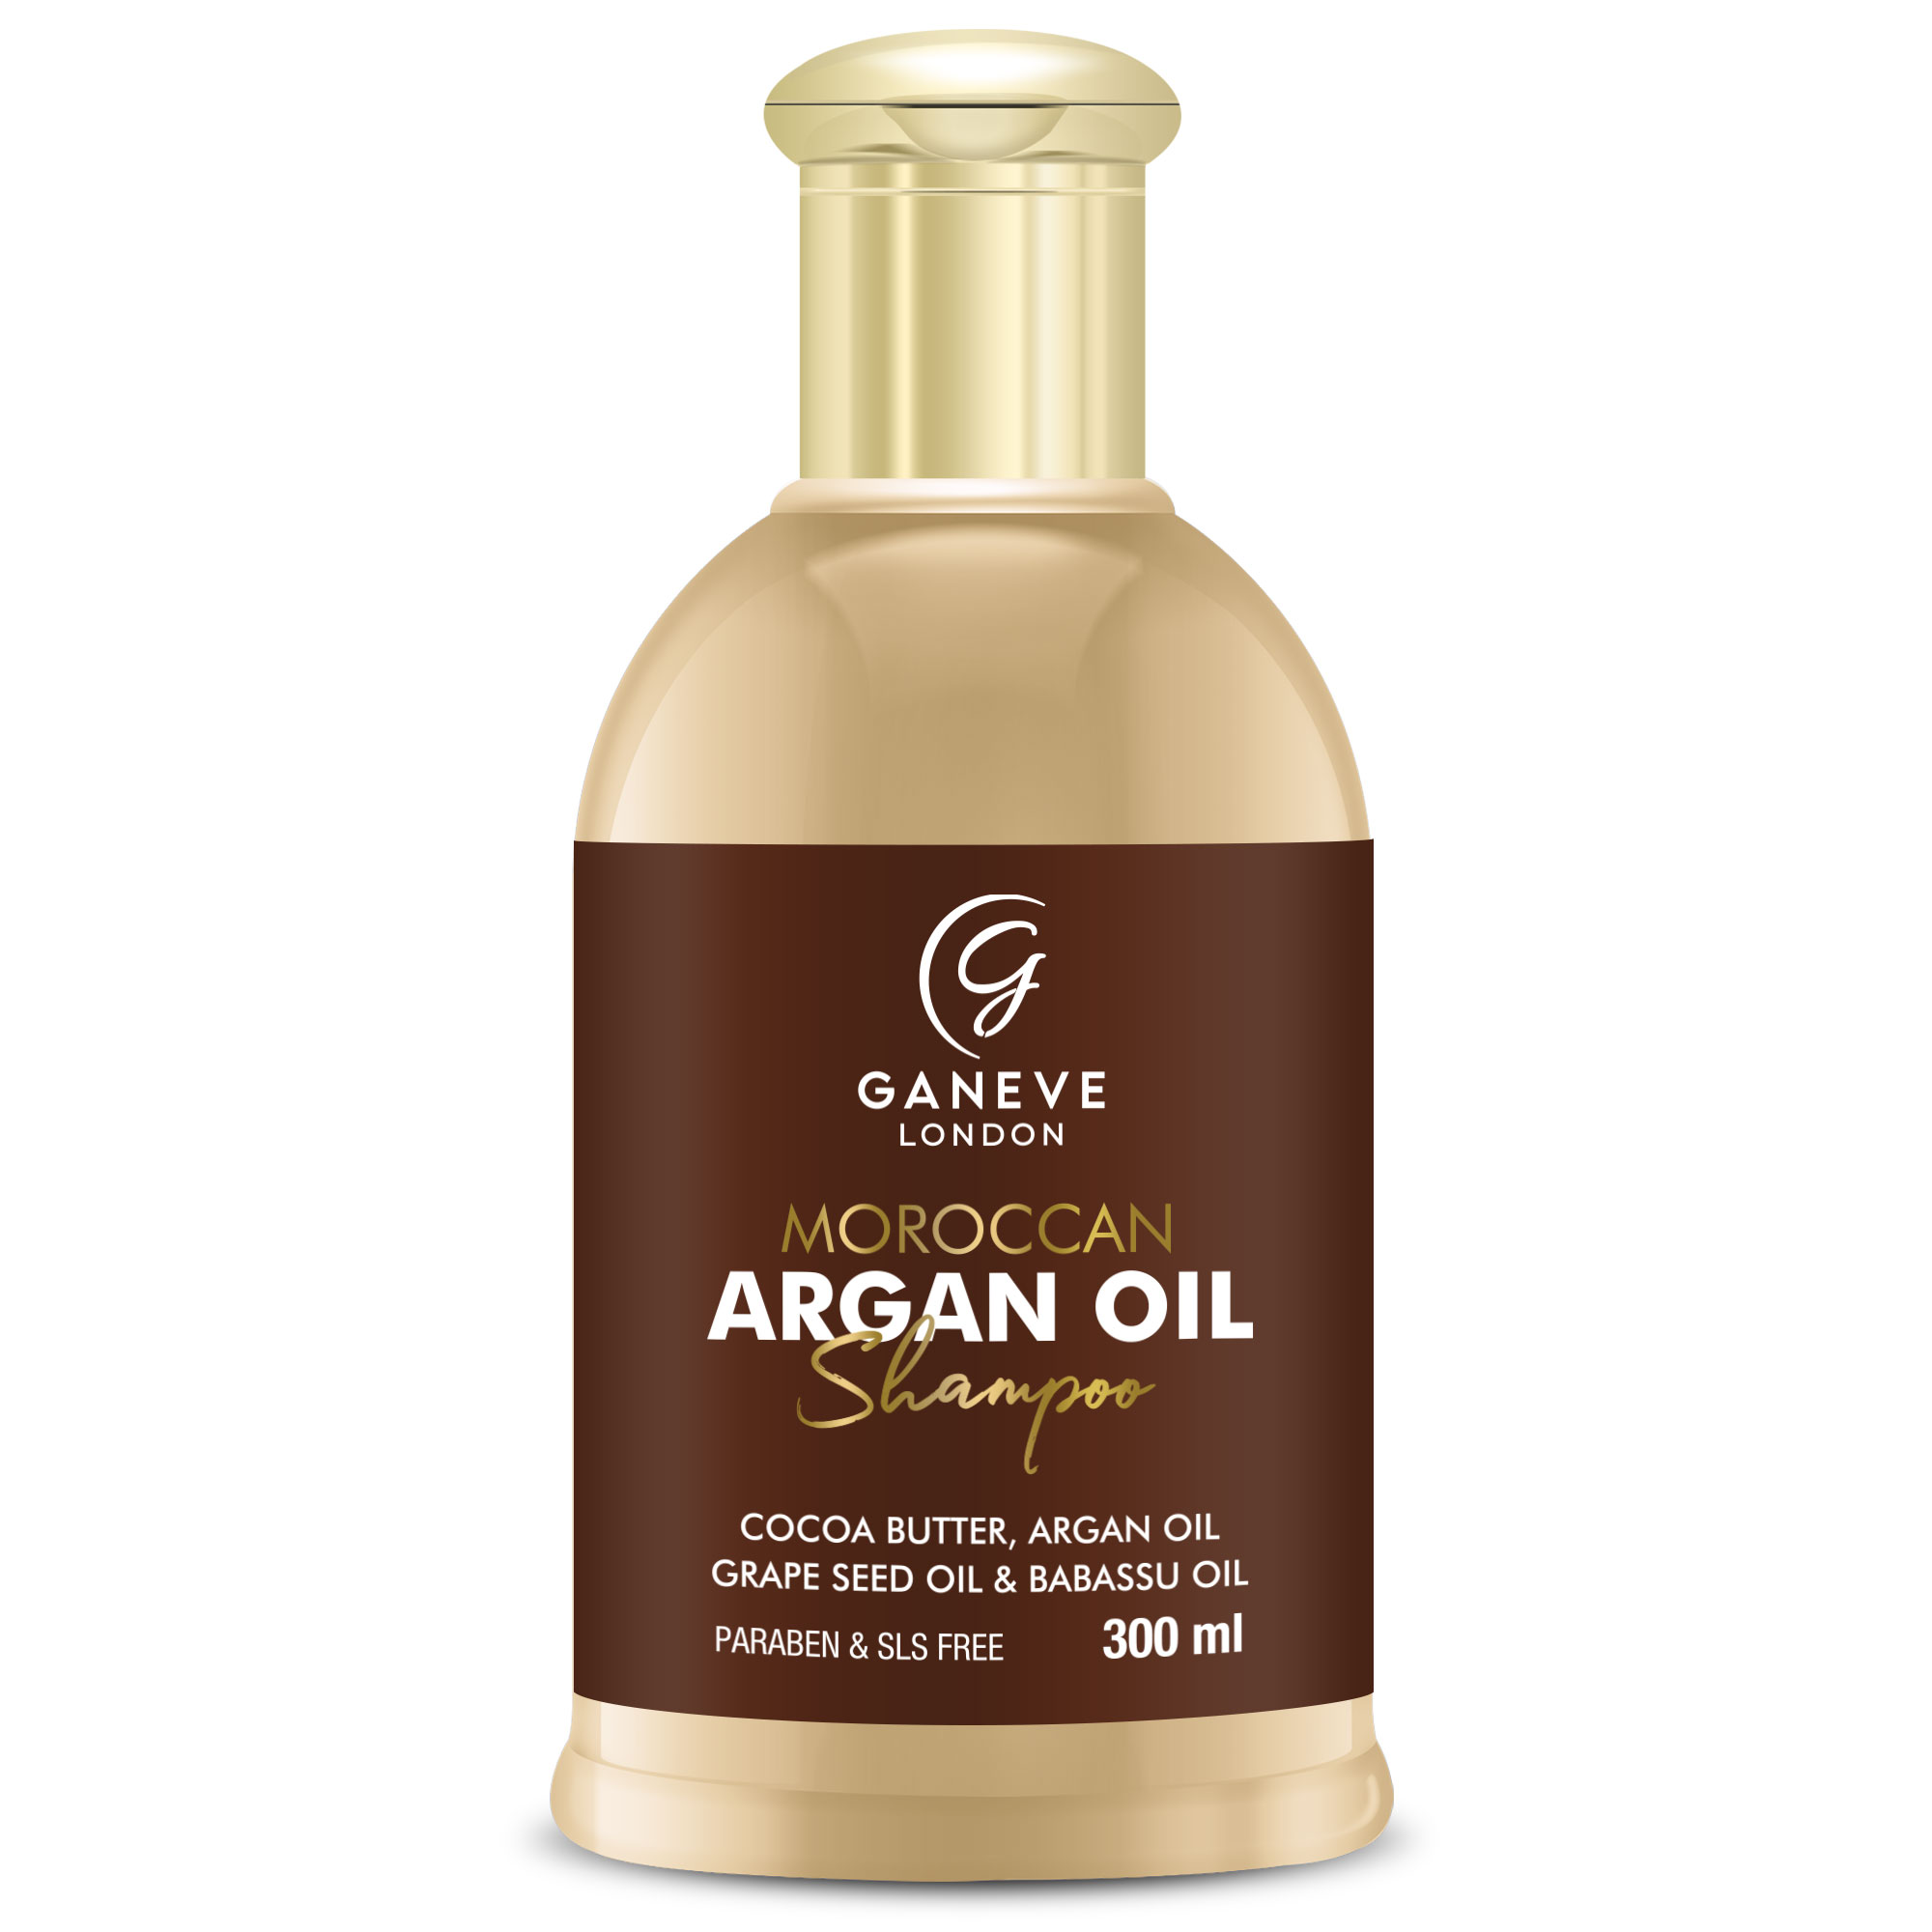 G
GANEVE
LONDON
MOROCCAN
ARGAN OIL
Shampoo
COCOA BUTTER, ARGAN OIL
GRAPE SEED OIL & BABASSU OIL
PARABEN & SLS FREE 300 ml